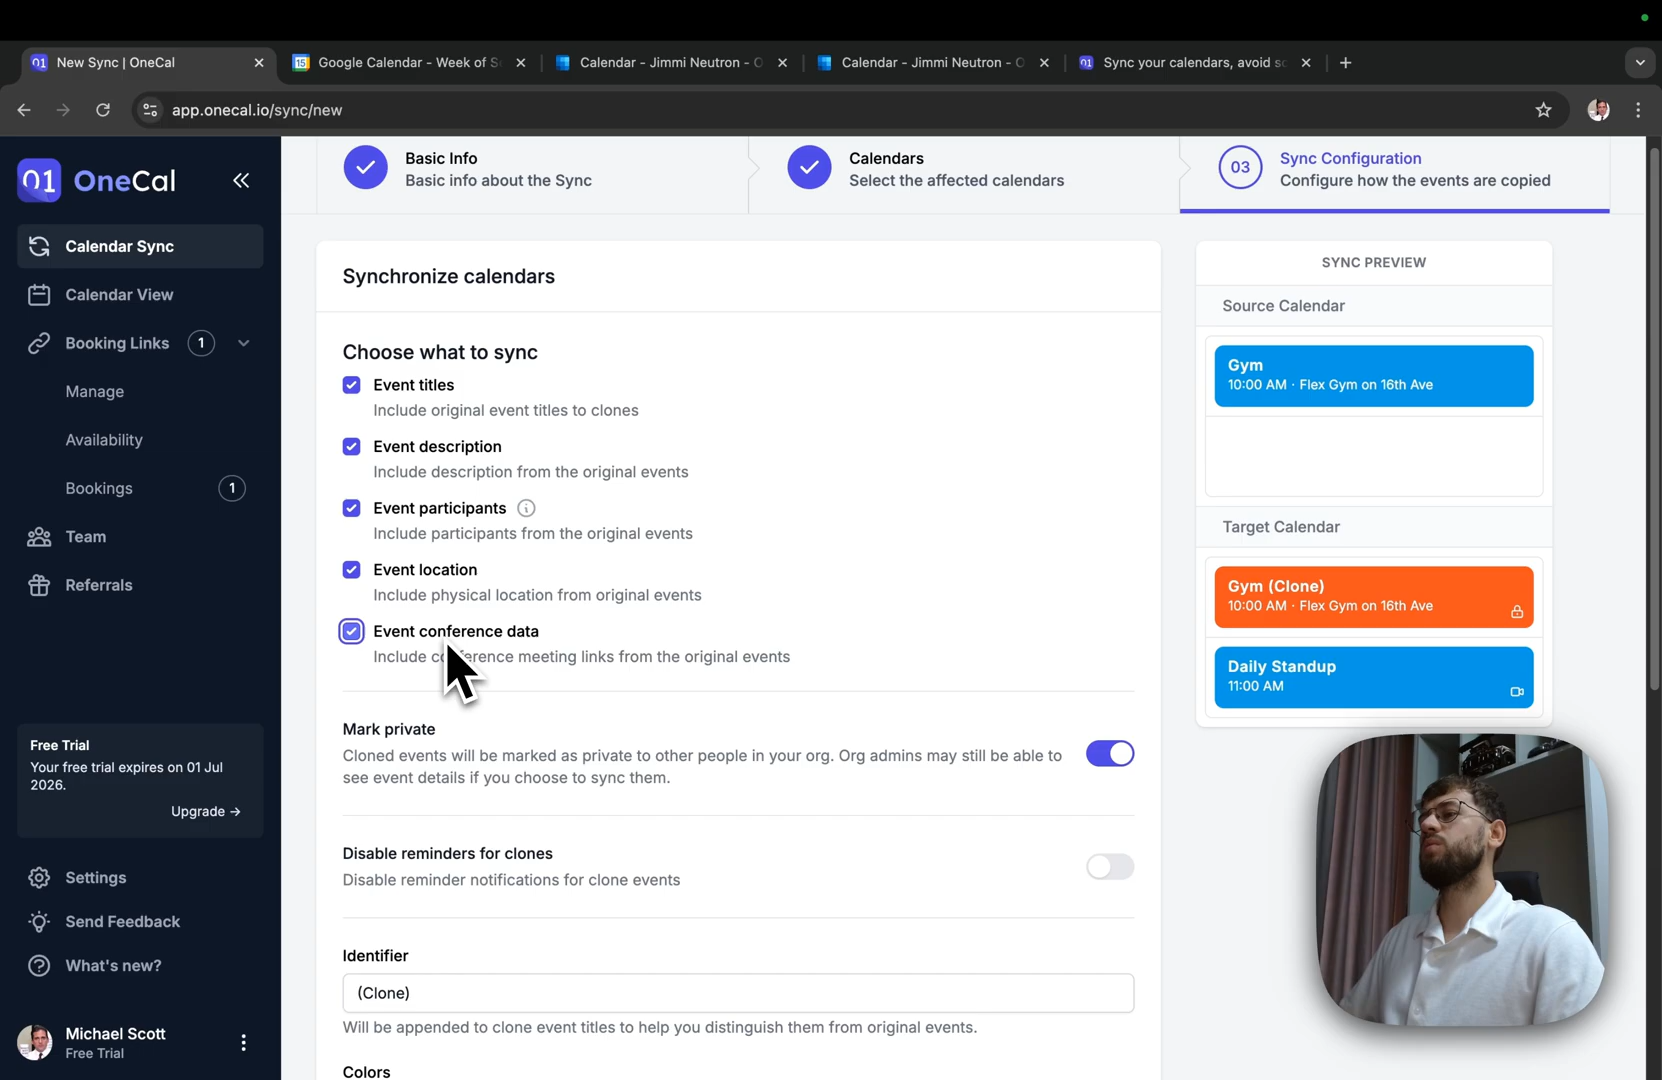 New Sync | OneCal
Google Calendar - Week of S
Calendar - Jimmi Neutron - O
Calendar - Jimmi Neutron - O
Sync your calendars, avoid sc
app.onecal.io/sync/new
01 OneCal
Calendar Sync
Calendar View
Booking Links 1
Manage
Availability
Bookings 1
Team
Referrals
Free Trial
Your free trial expires on 01 Jul
2026.
Upgrade →
Settings
Send Feedback
What's new?
Michael Scott
Free Trial
Basic Info
Basic info about the Sync
Calendars
Select the affected calendars
03 Sync Configuration
Configure how the events are copied
Synchronize calendars
Choose what to sync
Event titles
Include original event titles to clones
Event description
Include description from the original events
Event participants
Include participants from the original events
Event location
Include physical location from original events
Event conference data
Include conference meeting links from the original events
Mark private
Cloned events will be marked as private to other people in your org. Org admins may still be able to
see event details if you choose to sync them.
Disable reminders for clones
Disable reminder notifications for clone events
Identifier
(Clone)
Will be appended to clone event titles to help you distinguish them from original events.
Colors
SYNC PREVIEW
Source Calendar
Gym
10:00 AM · Flex Gym on 16th Ave
Target Calendar
Gym (Clone)
10:00 AM · Flex Gym on 16th Ave
Daily Standup
11:00 AM